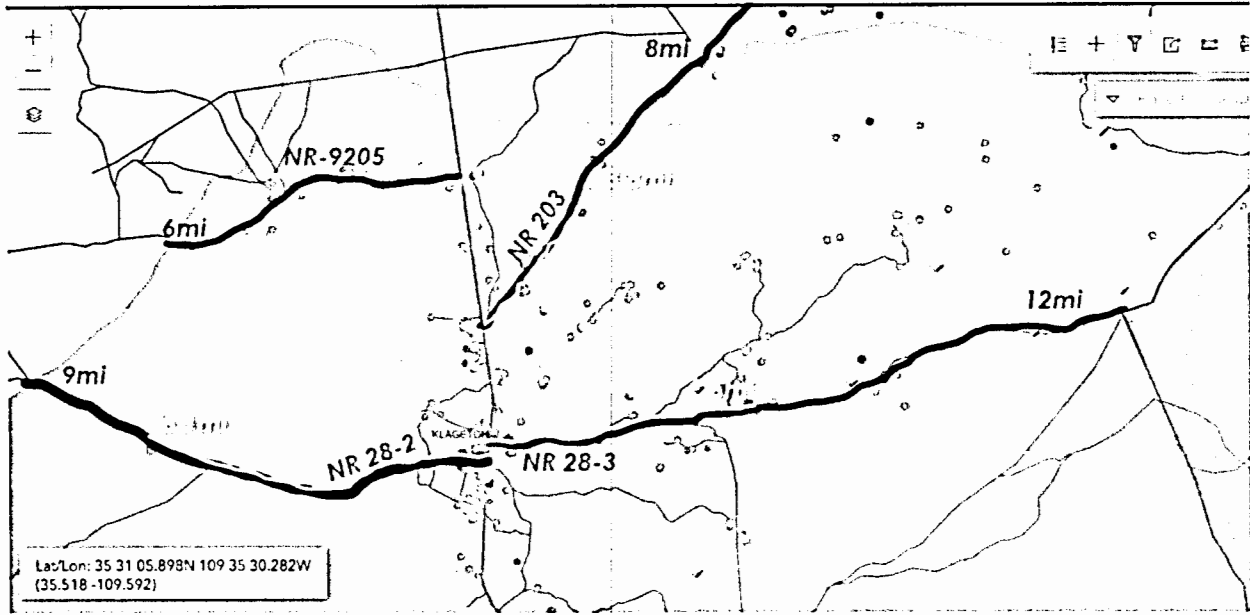 8mi
NR-9205
6mi
NR 203
12mi
9mi
KLAGETOH
NR 28-2
NR 28-3
Lat/Lon: 35 31 05.898N 109 35 30.282W
(35.518 -109.592)